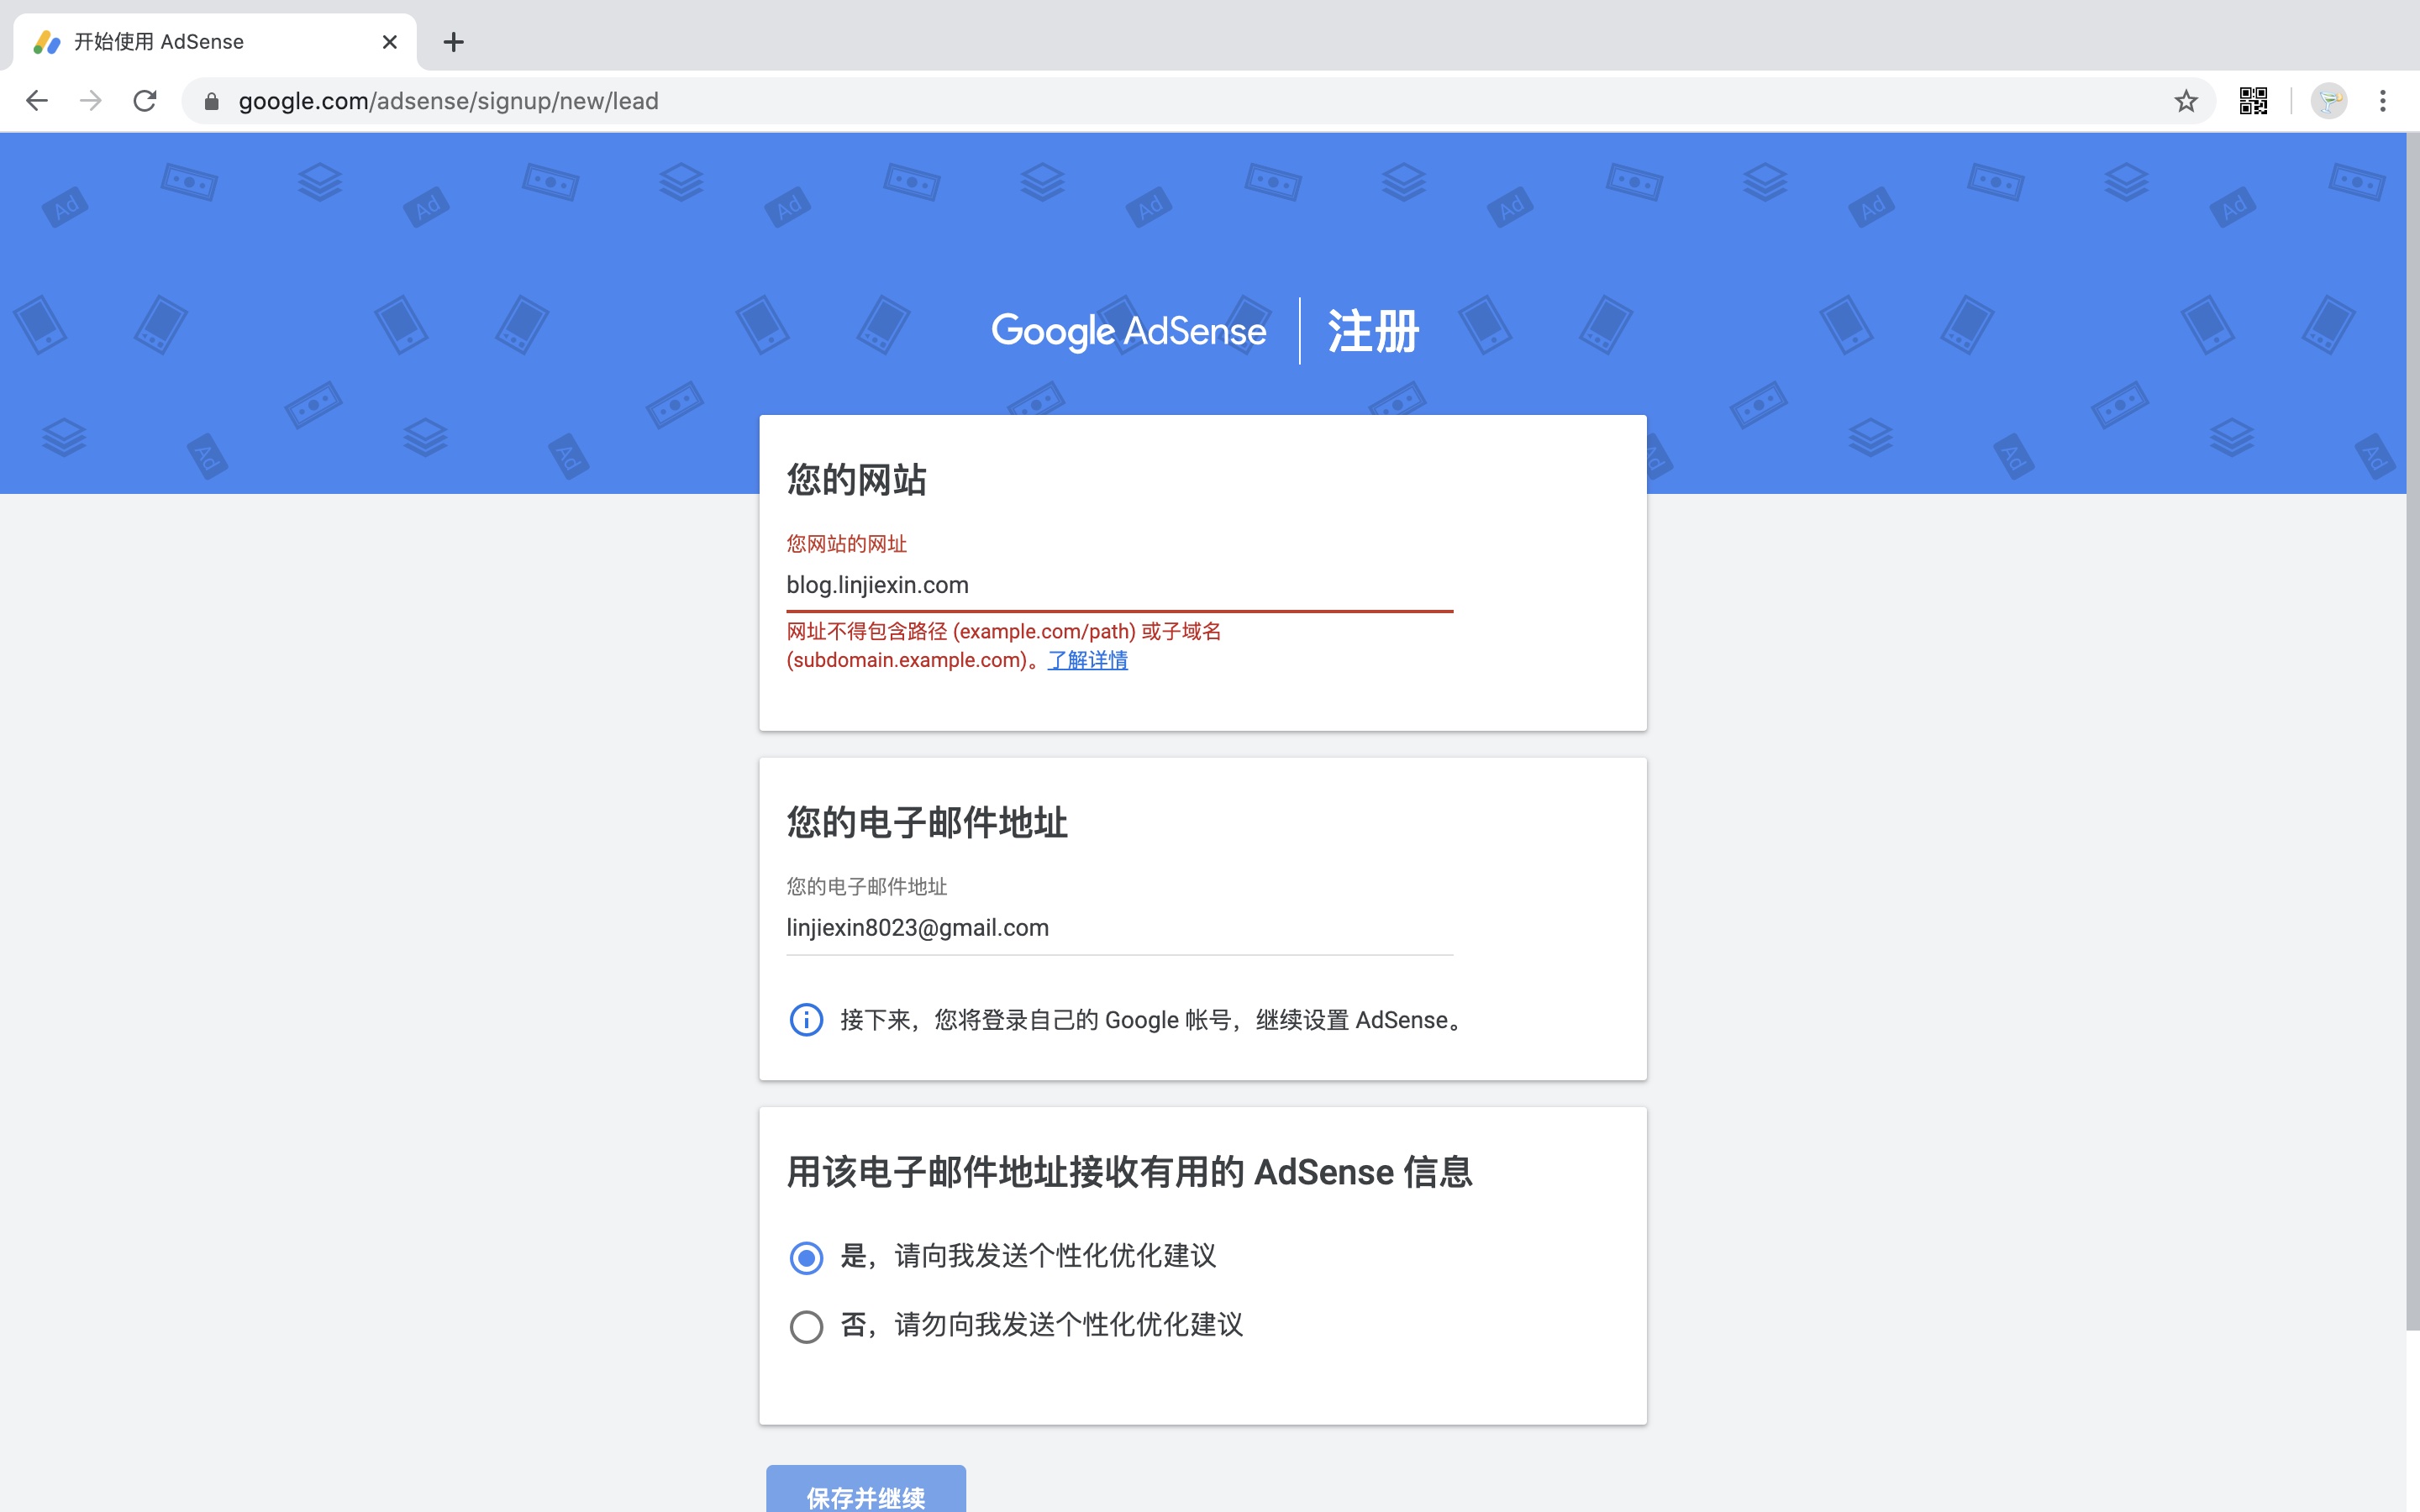 开始使用 AdSense
google.com/adsense/signup/new/lead
Google AdSense 注册
您的网站
您网站的网址
blog.linjiexin.com
网址不得包含路径 (example.com/path) 或子域名
(subdomain.example.com)。了解详情
您的电子邮件地址
您的电子邮件地址
linjiexin8023@gmail.com
接下来，您将登录自己的 Google 帐号，继续设置 AdSense。
用该电子邮件地址接收有用的 AdSense 信息
是，请向我发送个性化优化建议
否，请勿向我发送个性化优化建议
保存并继续